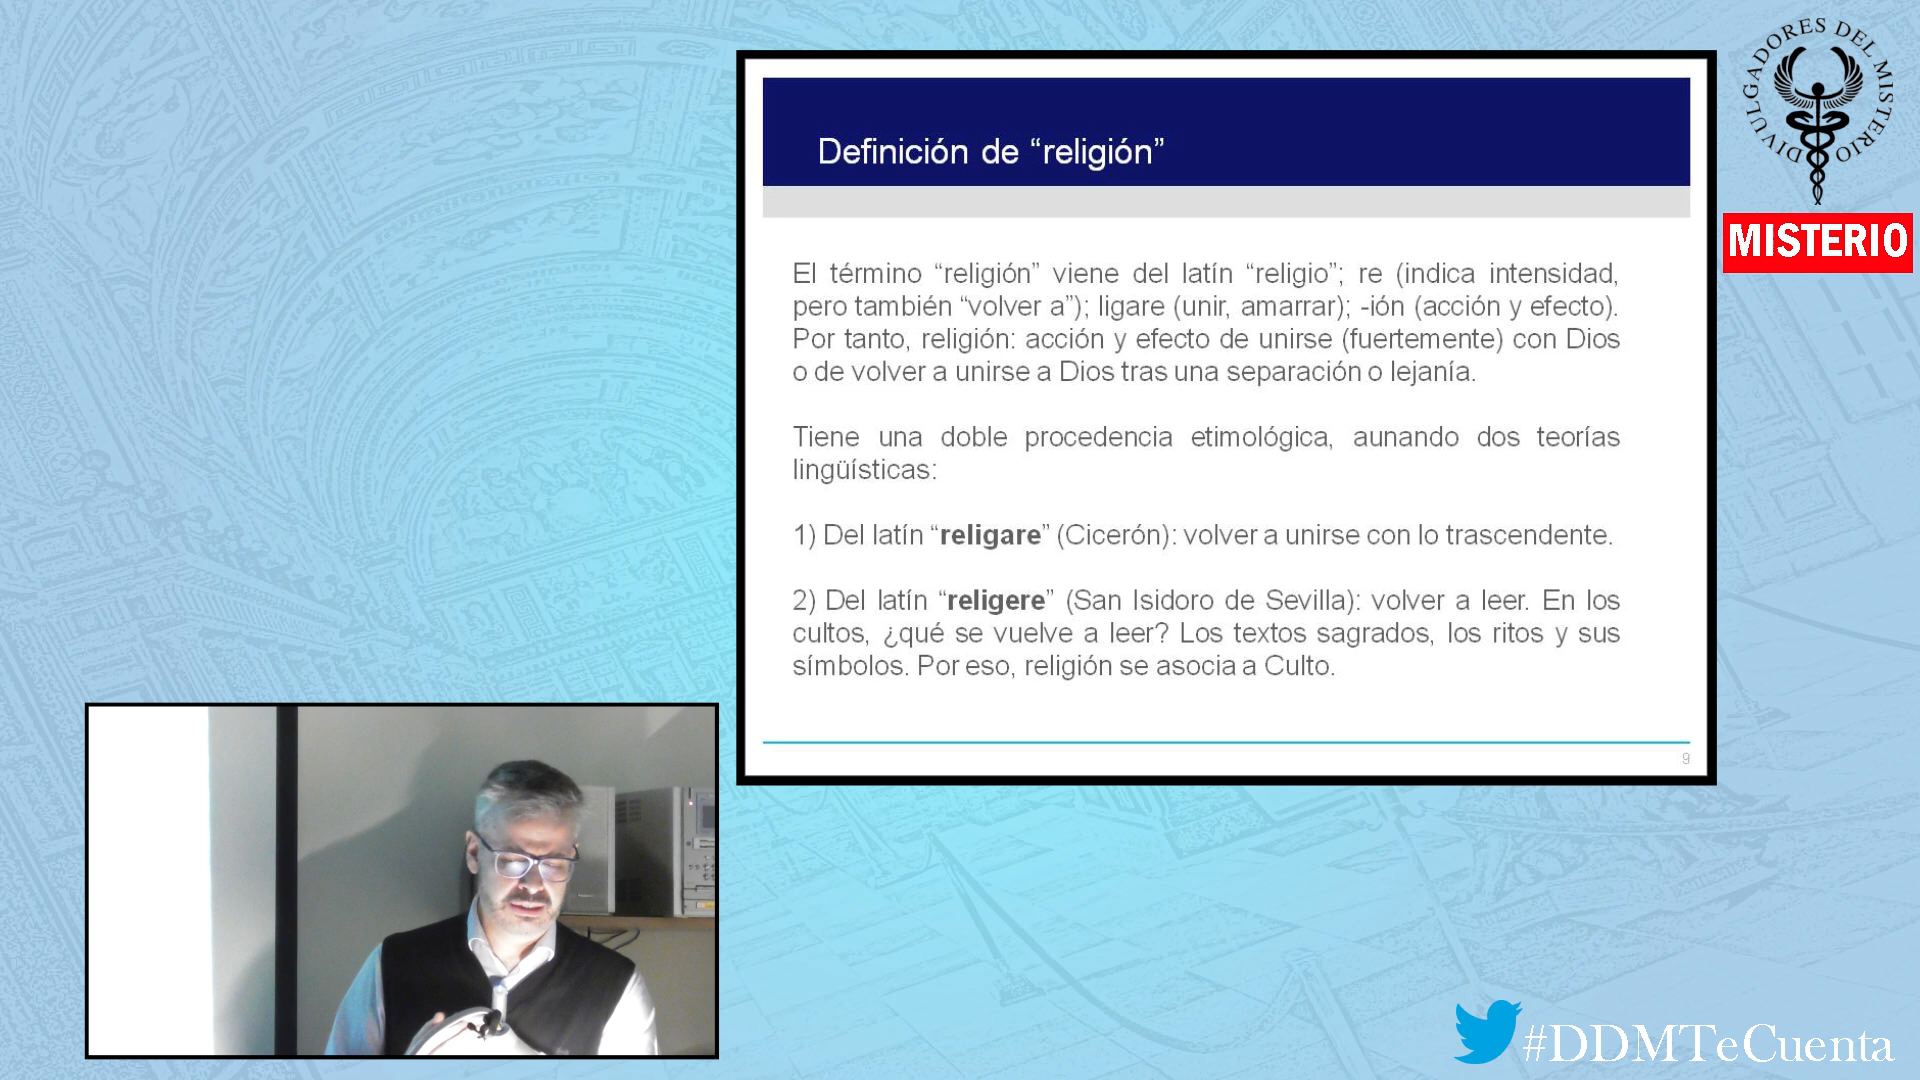 Definición de “religión”
El término “religión” viene del latín “religio”; re (indica intensidad,
pero también “volver a”); ligare (unir, amarrar); -ión (acción y efecto).
Por tanto, religión: acción y efecto de unirse (fuertemente) con Dios
o de volver a unirse a Dios tras una separación o lejanía.
Tiene una doble procedencia etimológica, aunando dos teorías
lingüísticas:
1) Del latín “religare” (Cicerón): volver a unirse con lo trascendente.
2) Del latín “religere” (San Isidoro de Sevilla): volver a leer. En los
cultos, ¿qué se vuelve a leer? Los textos sagrados, los ritos y sus
símbolos. Por eso, religión se asocia a Culto.
9
DIVULGADORES DEL MISTERIO
MISTERIO
#DDMTeCuenta